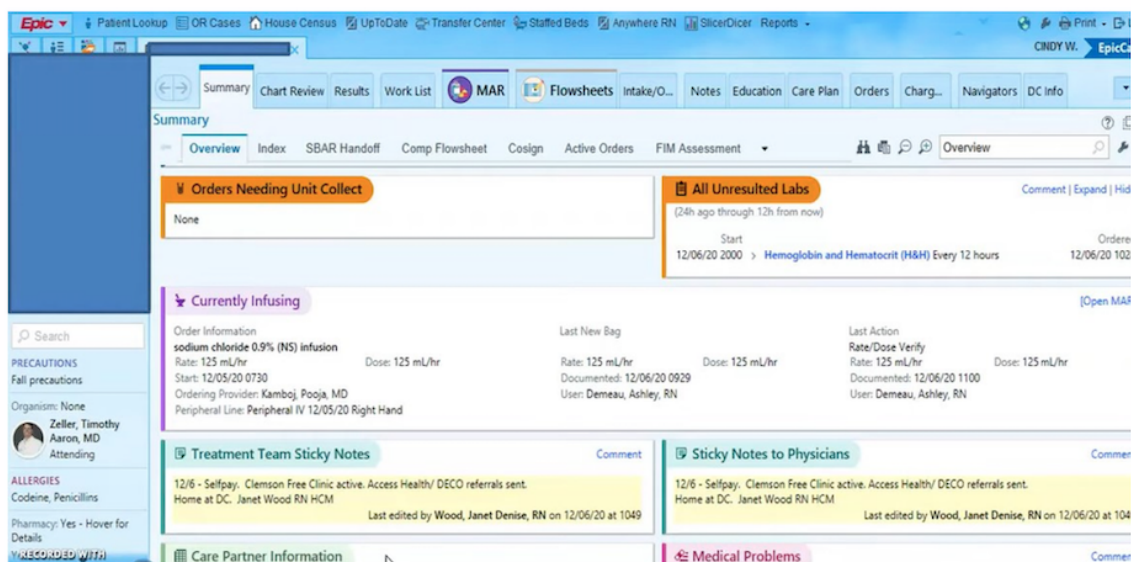 Epic Patient Lookup OR Cases House Census UpToDate Transfer Center Staffed Beds Anywhere RN SlicerDicer Reports Print
CINDY W. EpicCa
Summary Chart Review Results Work List MAR Flowsheets Intake/O... Notes Education Care Plan Orders Charg... Navigators DC Info
Summary
Overview Index SBAR Handoff Comp Flowsheet Cosign Active Orders FIM Assessment Overview
Orders Needing Unit Collect
None
All Unresulted Labs Comment | Expand | Hid
(24h ago through 12h from now)
Start Ordere
12/06/20 2000 > Hemoglobin and Hematocrit (H&H) Every 12 hours 12/06/20 102
Currently Infusing [Open MAR
Order Information Last New Bag Last Action
sodium chloride 0.9% (NS) infusion Rate/Dose Verify
Rate: 125 mL/hr Dose: 125 mL/hr Rate: 125 mL/hr Dose: 125 mL/hr Rate: 125 mL/hr Dose: 125 mL/hr
Start: 12/05/20 0730 Documented: 12/06/20 0929 Documented: 12/06/20 1100
Ordering Provider: Kamboj, Pooja, MD User: Demeau, Ashley, RN User: Demeau, Ashley, RN
Peripheral Line: Peripheral IV 12/05/20 Right Hand
Search
PRECAUTIONS
Fall precautions
Organism: None
Zeller, Timothy
Aaron, MD
Attending
ALLERGIES
Codeine, Penicillins
Pharmacy: Yes - Hover for
Details
RECORDED WITH
Treatment Team Sticky Notes Comment
12/6 - Selfpay. Clemson Free Clinic active. Access Health/ DECO referrals sent.
Home at DC. Janet Wood RN HCM
Last edited by Wood, Janet Denise, RN on 12/06/20 at 1049
Sticky Notes to Physicians Commen
12/6 - Selfpay. Clemson Free Clinic active. Access Health/ DECO referrals sent.
Home at DC. Janet Wood RN HCM
Last edited by Wood, Janet Denise, RN on 12/06/20 at 104
Care Partner Information
Medical Problems Commen